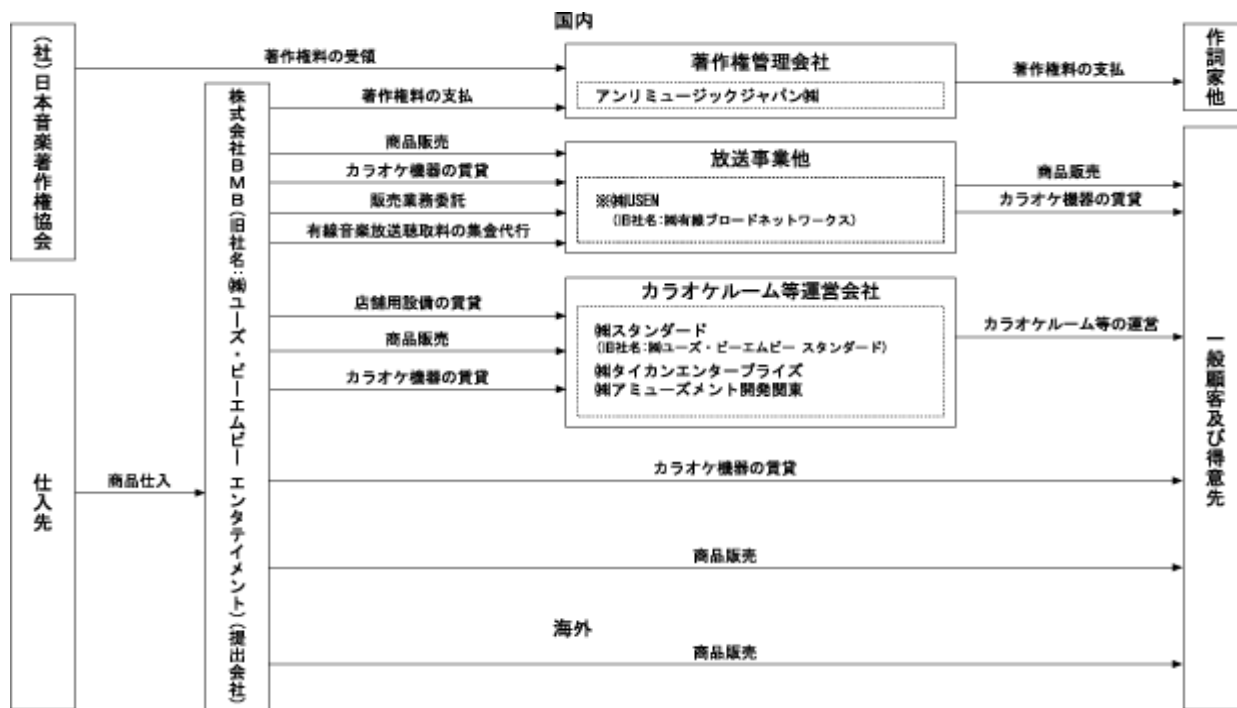 国内
(社)日本音楽著作権協会
著作権料の受領
著作権管理会社
アンリミュージックジャパン㈱
著作権料の支払
作詞家他
株式会社BMB(旧社名:㈱ユーズ・ビーエムビー エンタテイメント)(提出会社)
著作権料の支払
商品販売
カラオケ機器の賃貸
販売業務委託
有線音楽放送聴取料の集金代行
放送事業他
※㈱USEN
(旧社名:㈱有線ブロードネットワークス)
商品販売
カラオケ機器の賃貸
店舗用設備の賃貸
商品販売
カラオケ機器の賃貸
カラオケルーム等運営会社
㈱スタンダード
(旧社名:㈱ユーズ・ビーエムビー スタンダード)
㈱タイカンエンタープライズ
㈱アミューズメント開発関東
カラオケルーム等の運営
一般顧客及び得意先
仕入先
商品仕入
カラオケ機器の賃貸
商品販売
海外
商品販売